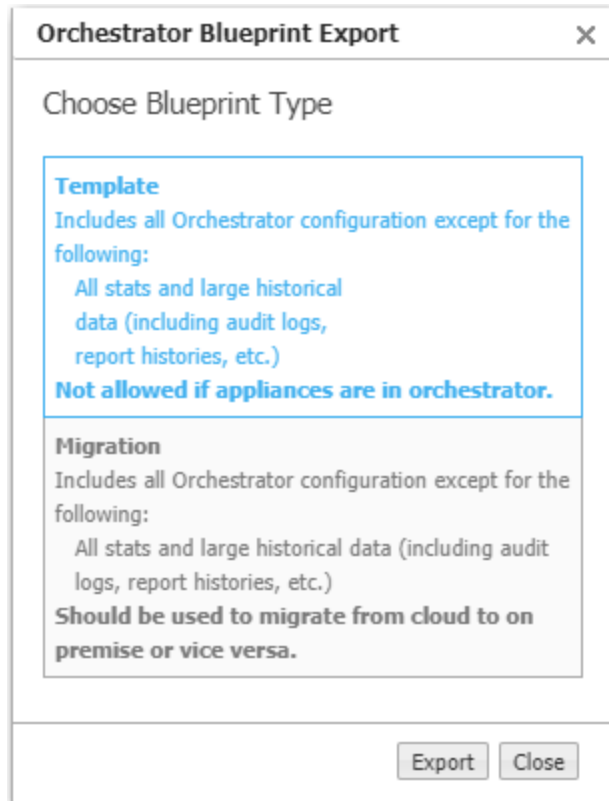 Orchestrator Blueprint Export
Choose Blueprint Type
Template
Includes all Orchestrator configuration except for the
following:
All stats and large historical
data (including audit logs,
report histories, etc.)
Not allowed if appliances are in orchestrator.
Migration
Includes all Orchestrator configuration except for the
following:
All stats and large historical data (including audit
logs, report histories, etc.)
Should be used to migrate from cloud to on
premise or vice versa.
Export Close